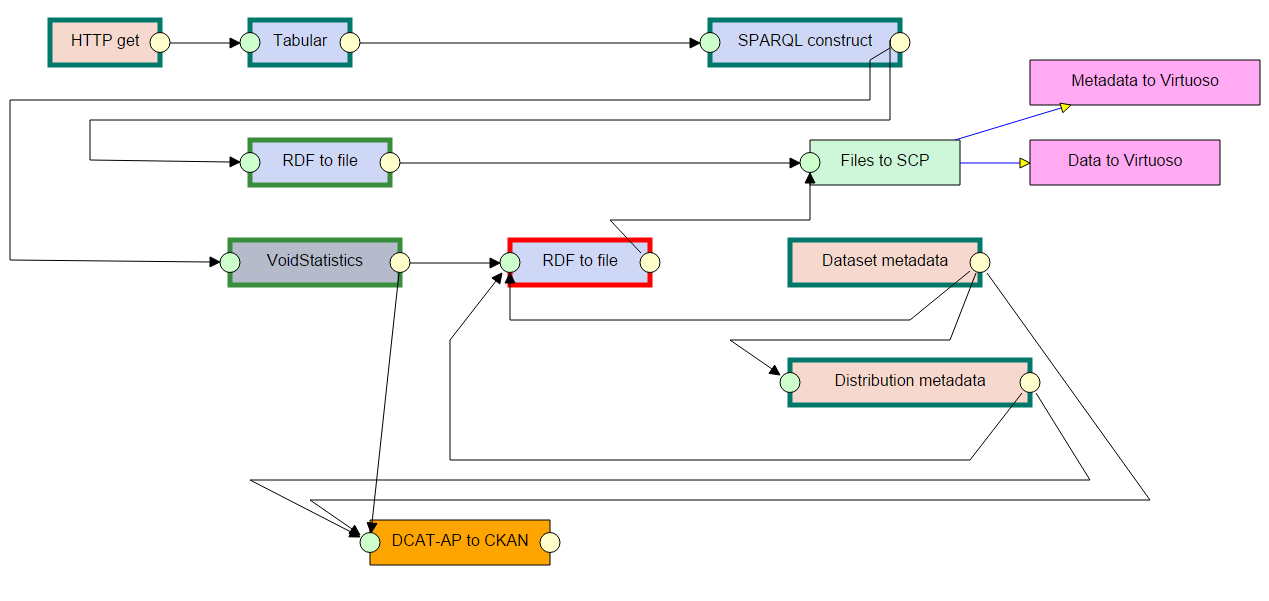 HTTP get
Tabular
SPARQL construct
Metadata to Virtuoso
RDF to file
Files to SCP
Data to Virtuoso
VoidStatistics
RDF to file
Dataset metadata
Distribution metadata
DCAT-AP to CKAN